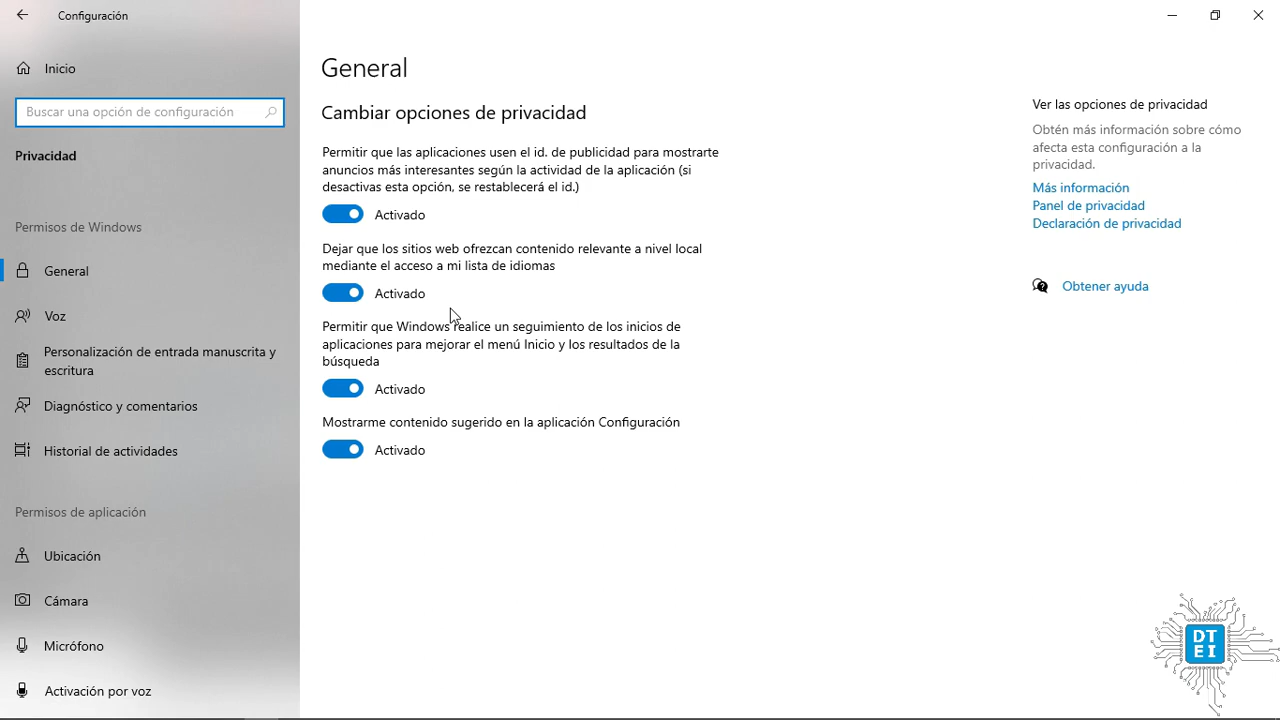 Configuración
Inicio
Buscar una opción de configuración
Privacidad
Permisos de Windows
General
Voz
Personalización de entrada manuscrita y
escritura
Diagnóstico y comentarios
Historial de actividades
Permisos de aplicación
Ubicación
Cámara
Micrófono
Activación por voz
General
Cambiar opciones de privacidad
Permitir que las aplicaciones usen el id. de publicidad para mostrarte
anuncios más interesantes según la actividad de la aplicación (si
desactivas esta opción, se restablecerá el id.)
Activado
Dejar que los sitios web ofrezcan contenido relevante a nivel local
mediante el acceso a mi lista de idiomas
Activado
Permitir que Windows realice un seguimiento de los inicios de
aplicaciones para mejorar el menú Inicio y los resultados de la
búsqueda
Activado
Mostrarme contenido sugerido en la aplicación Configuración
Activado
Ver las opciones de privacidad
Obtén más información sobre cómo
afecta esta configuración a la
privacidad.
Más información
Panel de privacidad
Declaración de privacidad
Obtener ayuda
DT
EI